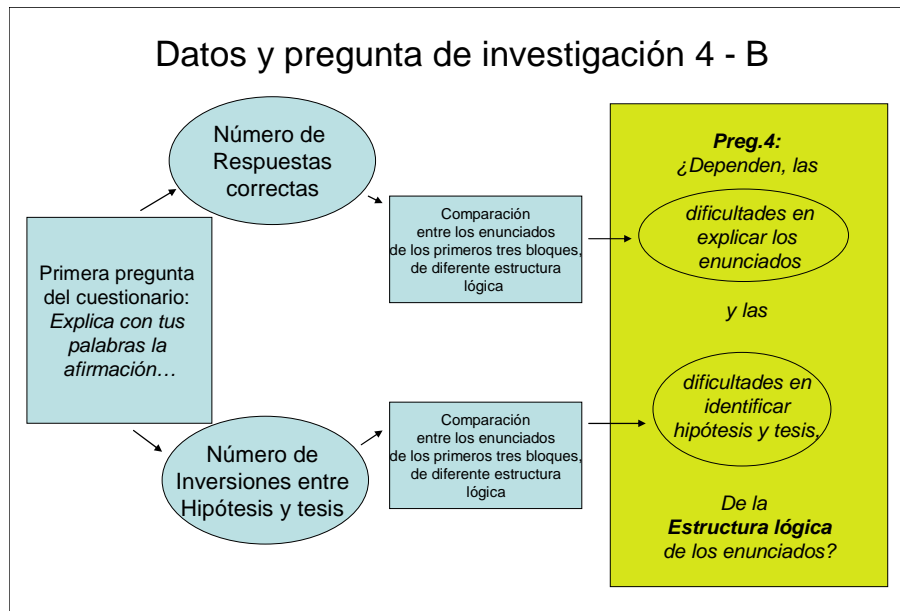 Datos y pregunta de investigación 4 - B
Número de
Respuestas
correctas
Primera pregunta
del cuestionario:
Explica con tus
palabras la
afirmación…
Número de
Inversiones entre
Hipótesis y tesis
Comparación
entre los enunciados
de los primeros tres bloques,
de diferente estructura
lógica
Comparación
entre los enunciados
de los primeros tres bloques,
de diferente estructura
lógica
Preg.4:
¿Dependen, las
dificultades en
explicar los
enunciados
y las
dificultades en
identificar
hipótesis y tesis,
De la
Estructura lógica
de los enunciados?